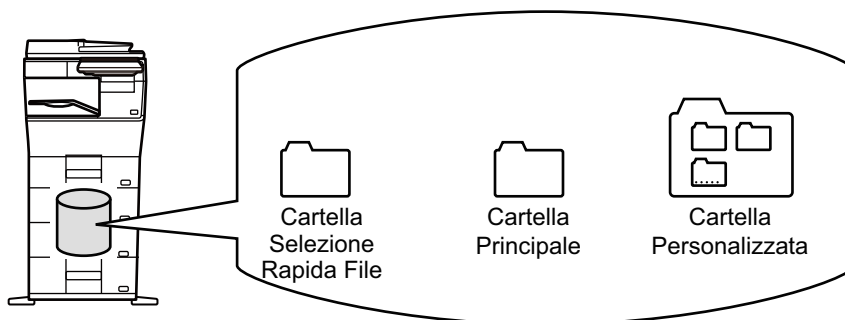 Cartella
Selezione
Rapida File
Cartella
Principale
Cartella
Personalizzata